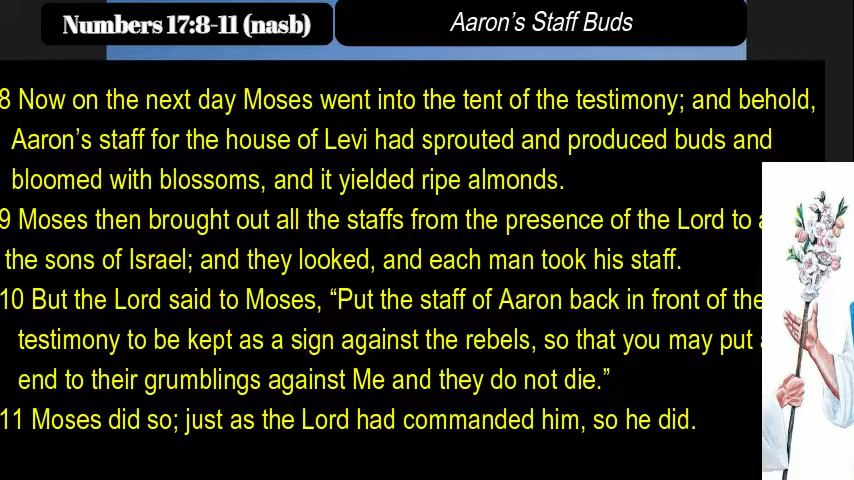 Numbers 17:8-11 (nasb)
Aaron’s Staff Buds
8 Now on the next day Moses went into the tent of the testimony; and behold,
Aaron’s staff for the house of Levi had sprouted and produced buds and
bloomed with blossoms, and it yielded ripe almonds.
9 Moses then brought out all the staffs from the presence of the Lord to
the sons of Israel; and they looked, and each man took his staff.
10 But the Lord said to Moses, “Put the staff of Aaron back in front of the
testimony to be kept as a sign against the rebels, so that you may put
end to their grumblings against Me and they do not die.”
11 Moses did so; just as the Lord had commanded him, so he did.